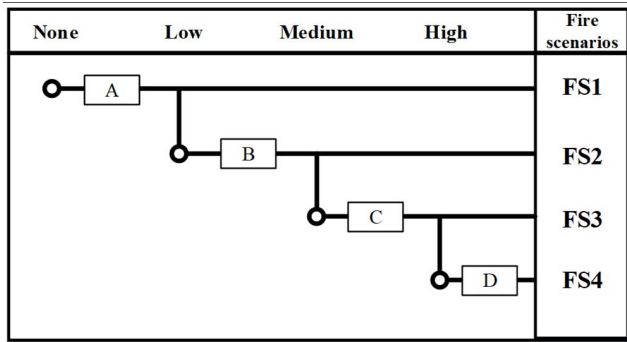 None Low Medium High Fire scenarios
A FS1
B FS2
C FS3
D FS4